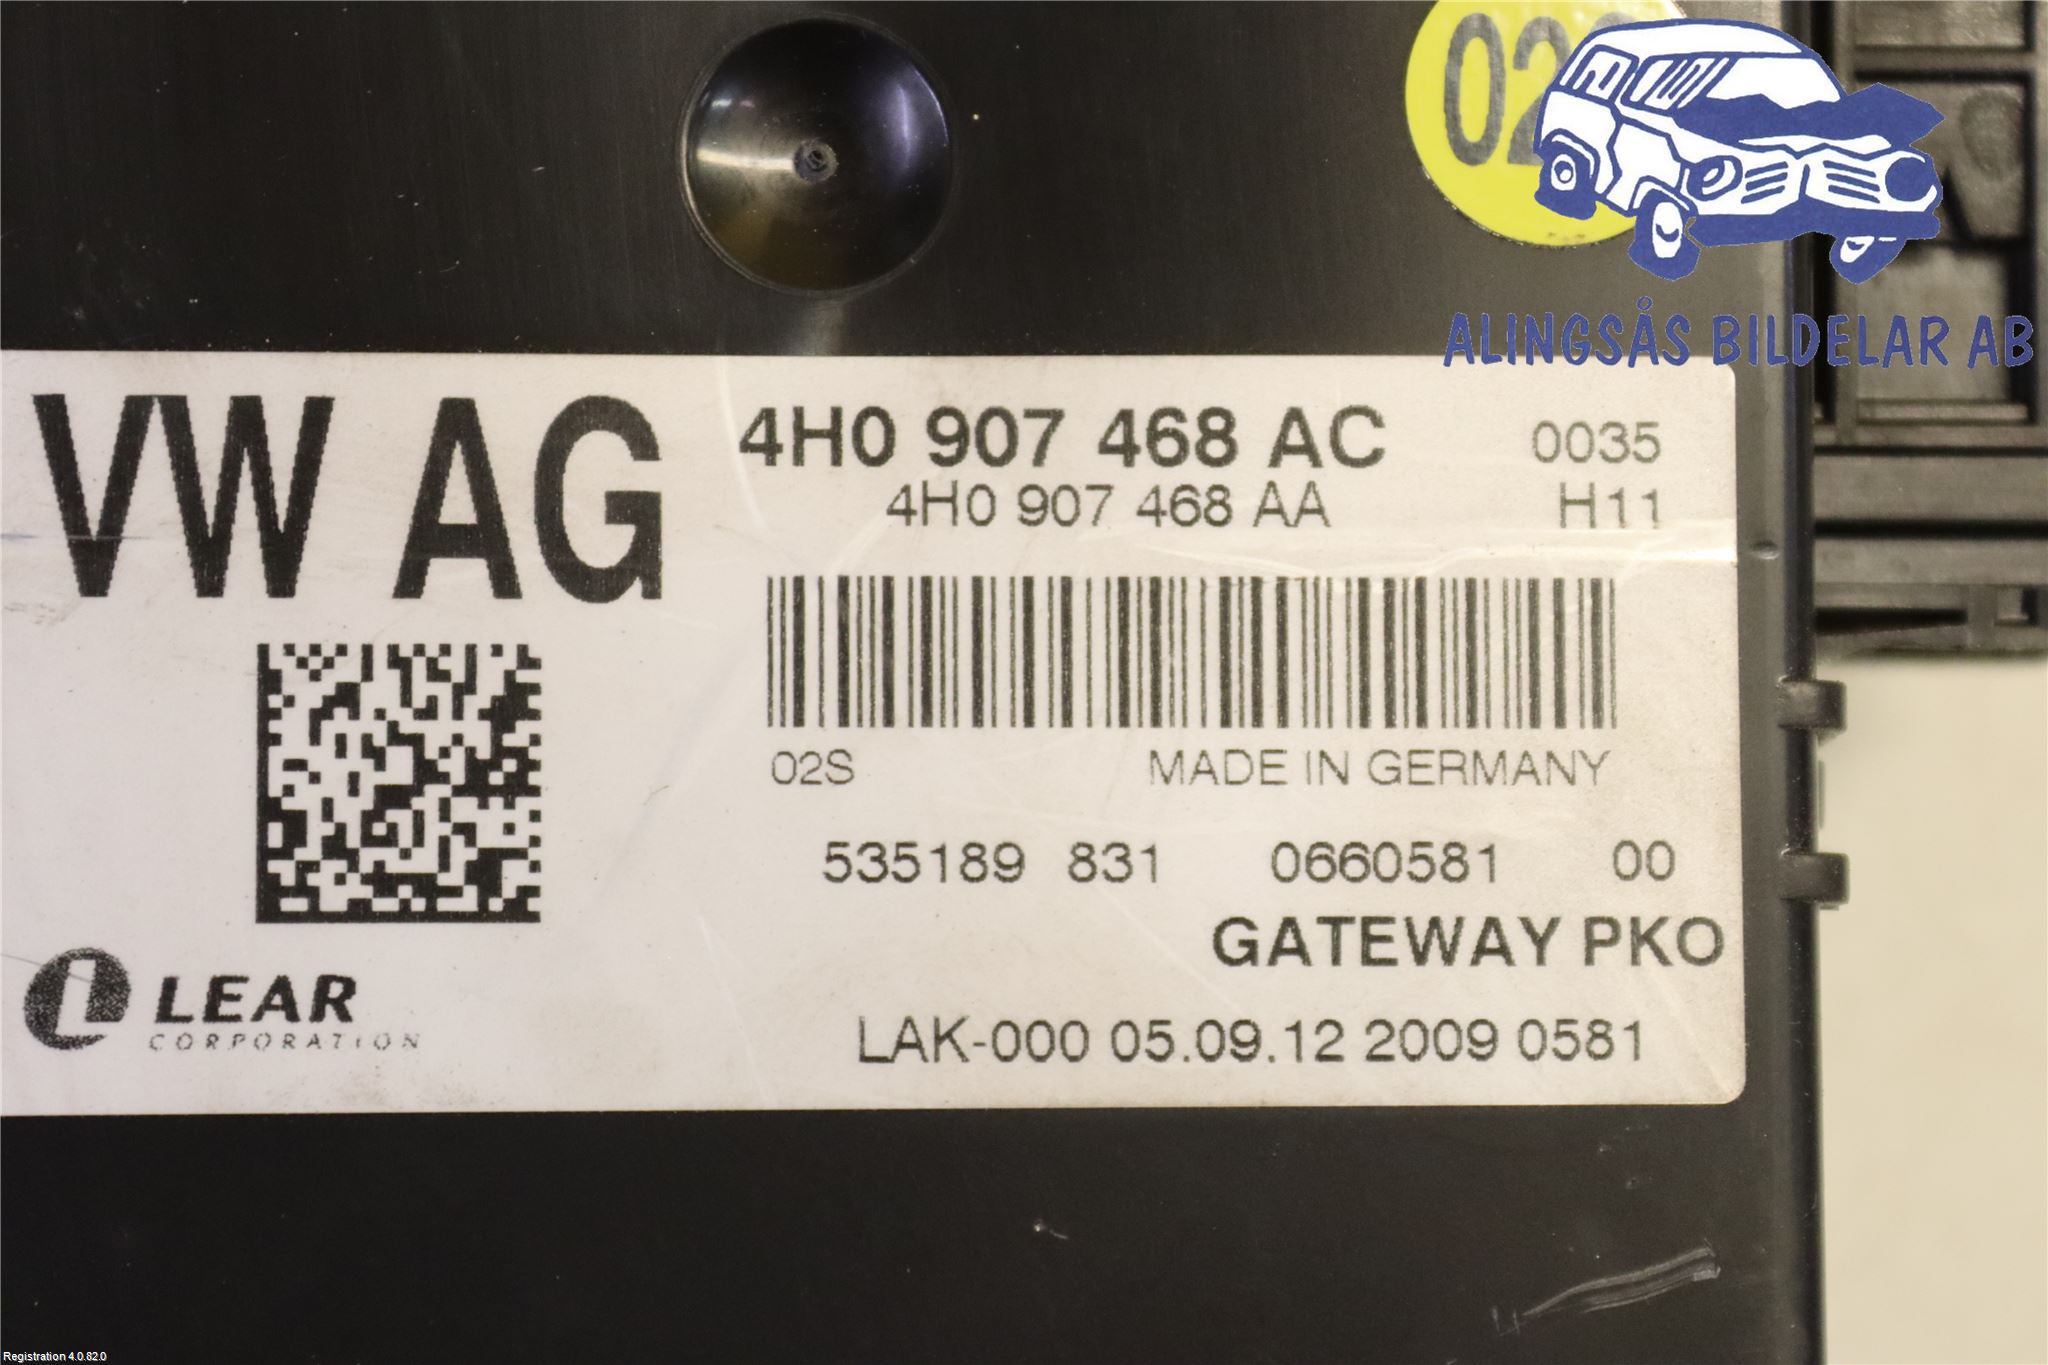 02
ALINGSÅS BILDELAR AB
VW AG
4H0 907 468 AC 0035
4H0 907 468 AA H11
02S MADE IN GERMANY
535189 831 0660581 00
GATEWAY PKO
LEAR
CORPORATION
LAK-000 05.09.12 2009 0581
Registration 4.0.82.0